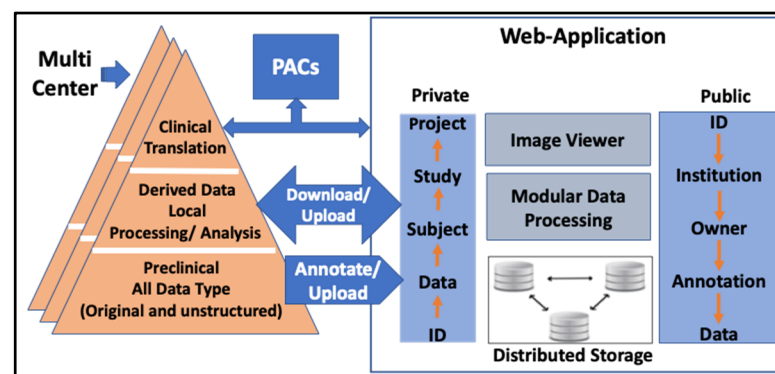 Multi
Center
Clinical
Translation
Derived Data
Local
Processing/ Analysis
Preclinical
All Data Type
(Original and unstructured)
PACs
Download/
Upload
Annotate/
Upload
Web-Application
Private
Project
Study
Subject
Data
ID
Image Viewer
Modular Data
Processing
Distributed Storage
Public
ID
Institution
Owner
Annotation
Data